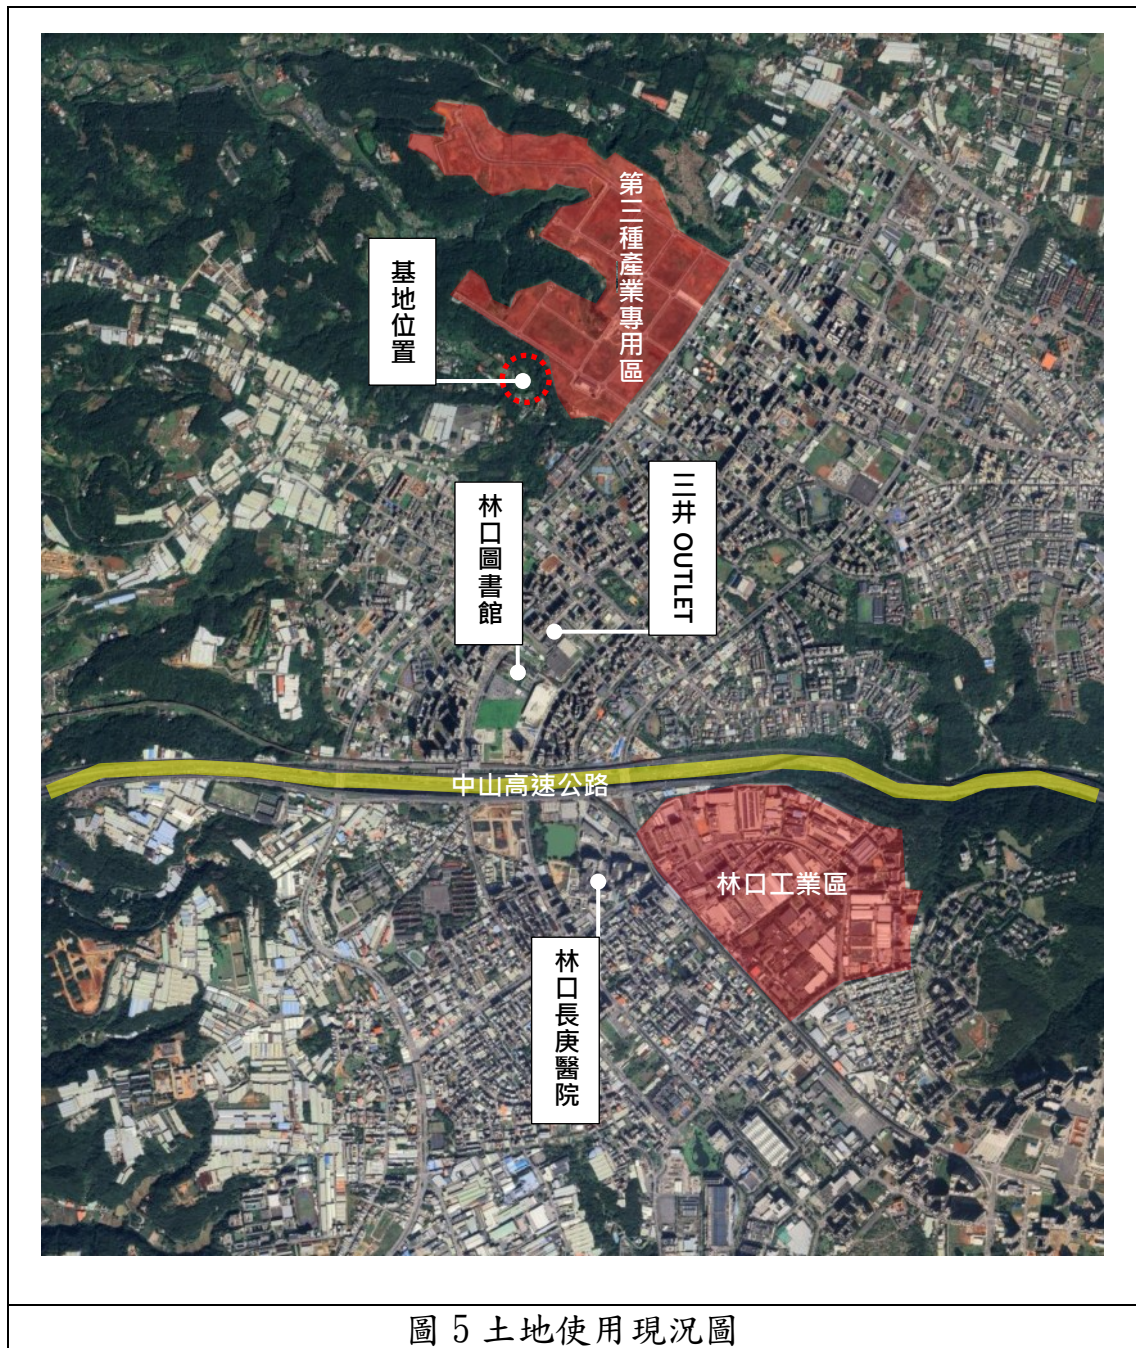 第三種產業專用區
基地位置
三井 OUTLET
林口圖書館
中山高速公路
林口工業區
林口長庚醫院
圖 5 土地使用現況圖